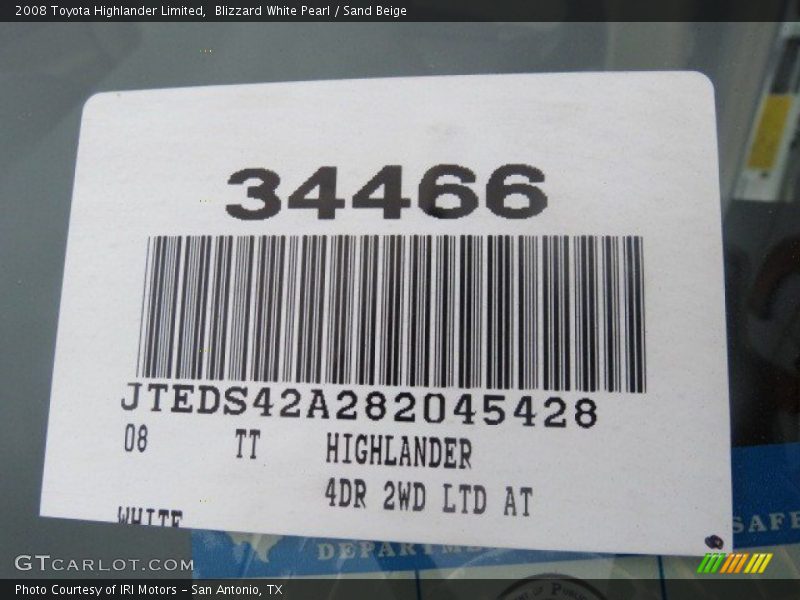 2008 Toyota Highlander Limited,  Blizzard White Pearl / Sand Beige
34466
JTEDS42A282045428
08 TT HIGHLANDER
4DR 2WD LTD AT
WHITE
SAFE
GTCARLOT.COM
Photo Courtesy of IRI Motors – San Antonio, TX